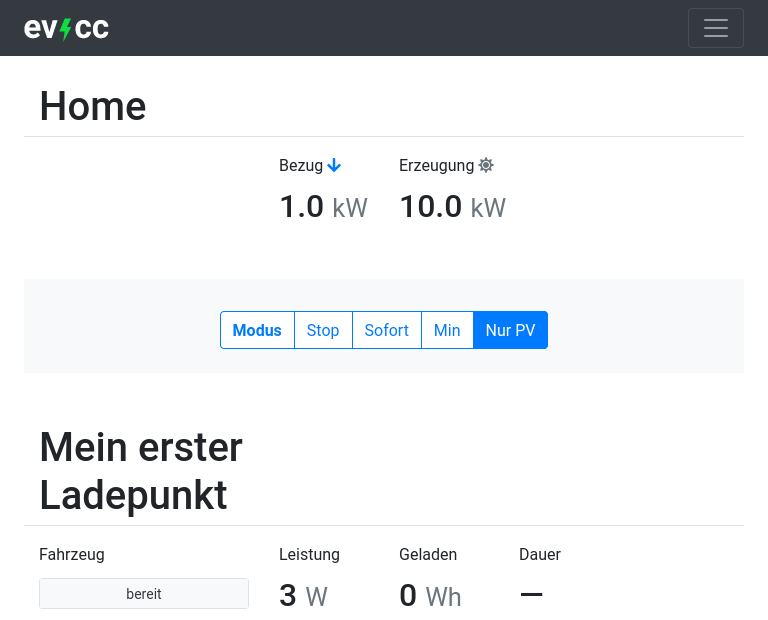 evcc
Home
Bezug Erzeugung
1.0 kW 10.0 kW
Modus Stop Sofort Min Nur PV
Mein erster
Ladepunkt
Fahrzeug Leistung Geladen Dauer
bereit 3 W 0 Wh —